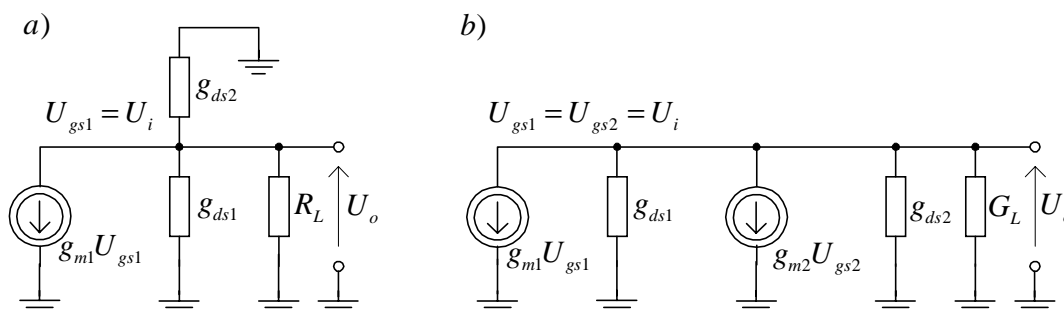 a)
g_ds2
U_gs1 = U_i
g_ds1
R_L
U_o
g_m1 U_gs1
b)
U_gs1 = U_gs2 = U_i
g_ds1
g_ds2
G_L
U
g_m1 U_gs1
g_m2 U_gs2